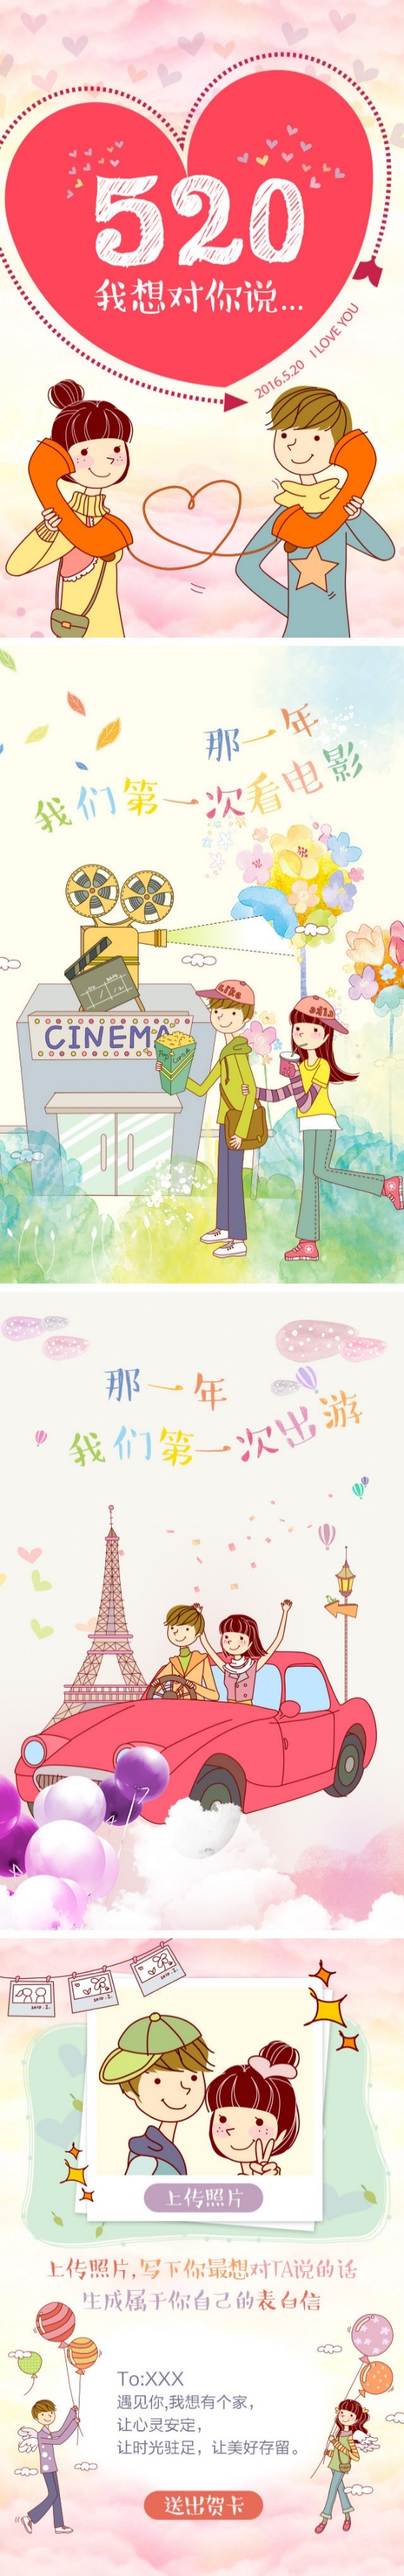 520
我想对你说...
2016.5.20 I LOVE YOU
那一年
我们第一次看电影
CINEMA
Pop Corn
Like
Like
那一年
我们第一次出游
上传照片
上传照片,写下你最想对TA说的话
生成属于你自己的表白信
To:XXX
遇见你,我想有个家，
让心灵安定，
让时光驻足，让美好存留。
送出贺卡